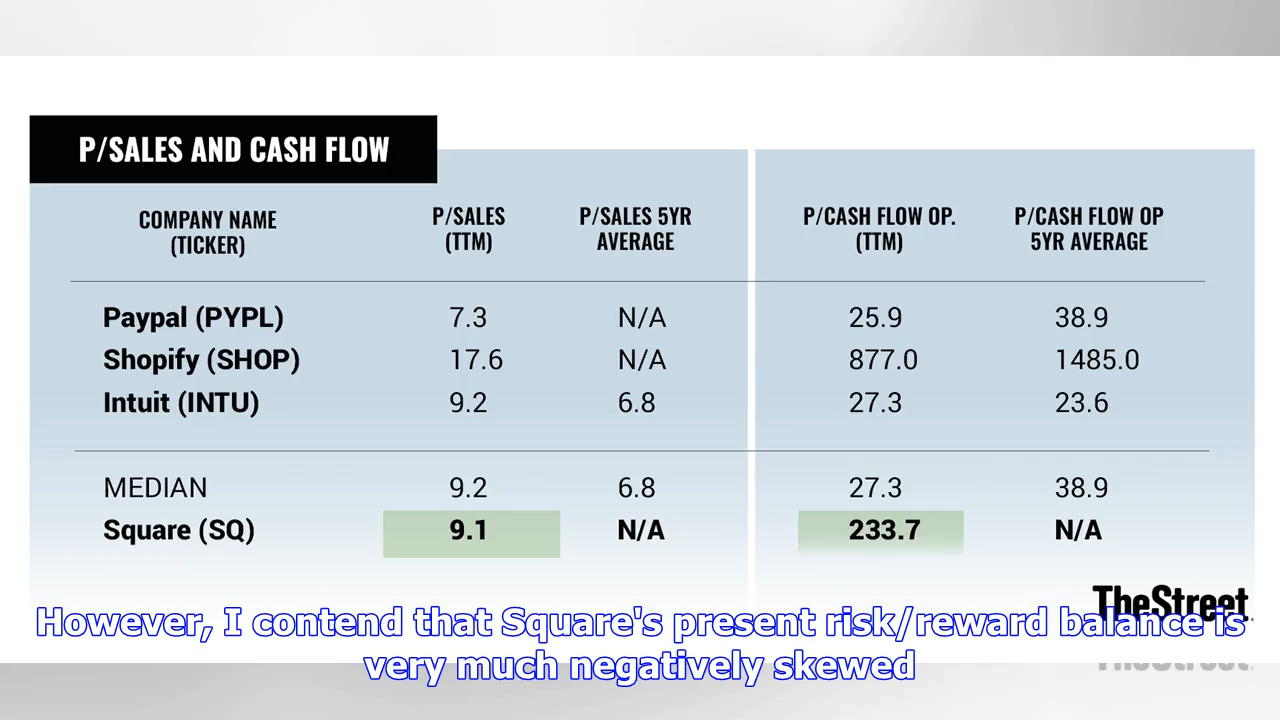 P/SALES AND CASH FLOW
COMPANY NAME (TICKER) P/SALES (TTM) P/SALES 5YR AVERAGE P/CASH FLOW OP. (TTM) P/CASH FLOW OP 5YR AVERAGE
Paypal (PYPL) 7.3 N/A 25.9 38.9
Shopify (SHOP) 17.6 N/A 877.0 1485.0
Intuit (INTU) 9.2 6.8 27.3 23.6
MEDIAN 9.2 6.8 27.3 38.9
Square (SQ) 9.1 N/A 233.7 N/A
TheStreet
However, I contend that Square's present risk/reward balance is
very much negatively skewed